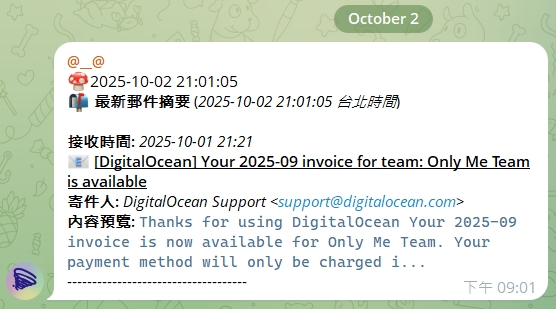 October 2
@__@
🍄2025-10-02 21:01:05
📬 最新郵件摘要 (2025-10-02 21:01:05 台北時間)
接收時間: 2025-10-01 21:21
📧 [DigitalOcean] Your 2025-09 invoice for team: Only Me Team
is available
寄件人: DigitalOcean Support <support@digitalocean.com>
內容預覽: Thanks for using DigitalOcean Your 2025-09
invoice is now available for Only Me Team. Your
payment method will only be charged i...
------------------------------------
下午 09:01